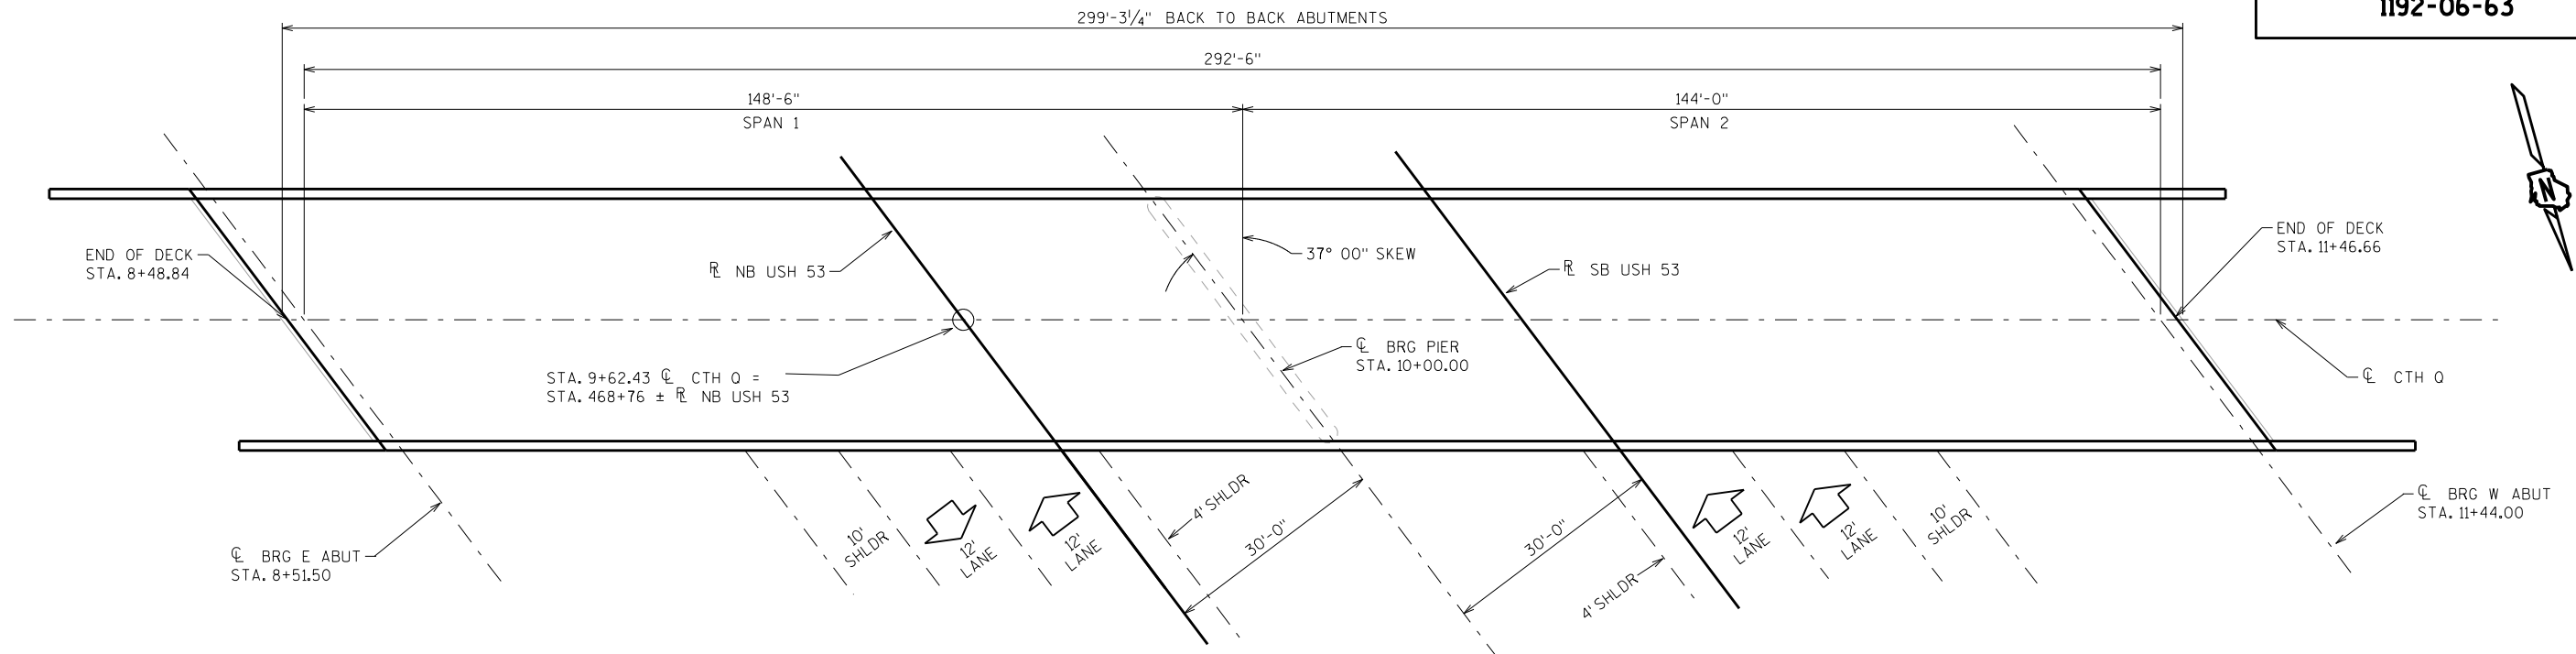 1192-06-63
299'-3 1/4" BACK TO BACK ABUTMENTS
292'-6"
148'-6"
SPAN 1
144'-0"
SPAN 2
N
END OF DECK
STA. 8+48.84
℄ BRG E ABUT
STA. 8+51.50
R̲L NB USH 53
STA. 9+62.43 ℄ CTH Q =
STA. 468+76 ± RL NB USH 53
37° 00" SKEW
℄ BRG PIER
STA. 10+00.00
RL SB USH 53
END OF DECK
STA. 11+46.66
℄ CTH Q
℄ BRG W ABUT
STA. 11+44.00
10'
SHLDR
12'
LANE
12'
LANE
4' SHLDR
30'-0"
30'-0"
4' SHLDR
12'
LANE
12'
LANE
10'
SHLDR